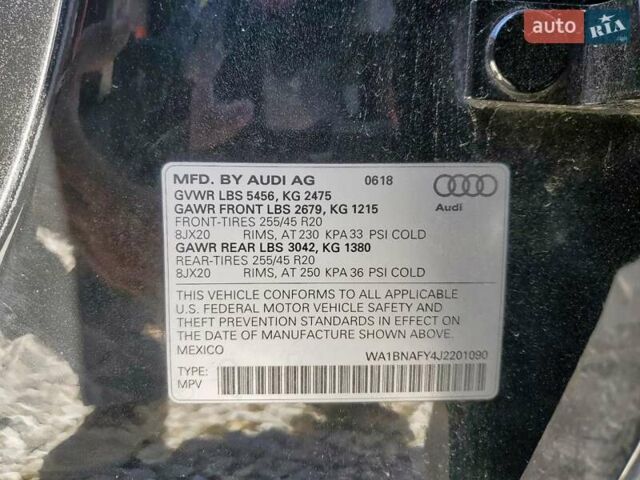 auto RIA
MFD. BY AUDI AG 0618
GVWR LBS 5456, KG 2475
GAWR FRONT LBS 2679, KG 1215
FRONT-TIRES 255/45 R20
8JX20 RIMS, AT 230 KPA 33 PSI COLD
GAWR REAR LBS 3042, KG 1380
REAR-TIRES 255/45 R20
8JX20 RIMS, AT 250 KPA 36 PSI COLD
Audi
THIS VEHICLE CONFORMS TO ALL APPLICABLE
U.S. FEDERAL MOTOR VEHICLE SAFETY AND
THEFT PREVENTION STANDARDS IN EFFECT ON
THE DATE OF MANUFACTURE SHOWN ABOVE.
MEXICO WA1BNAFY4J2201090
TYPE:
MPV